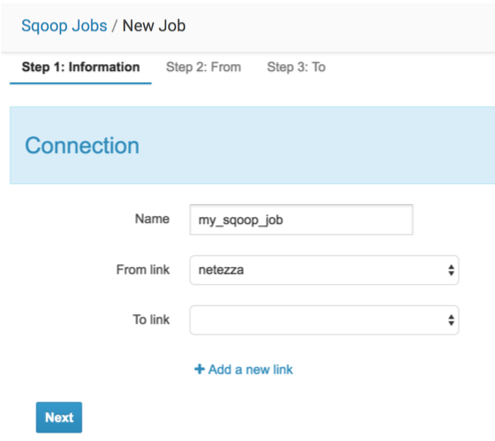 Sqoop Jobs / New Job
Step 1: Information Step 2: From Step 3: To
Connection
Name my_sqoop_job
From link netezza
To link
+ Add a new link
Next